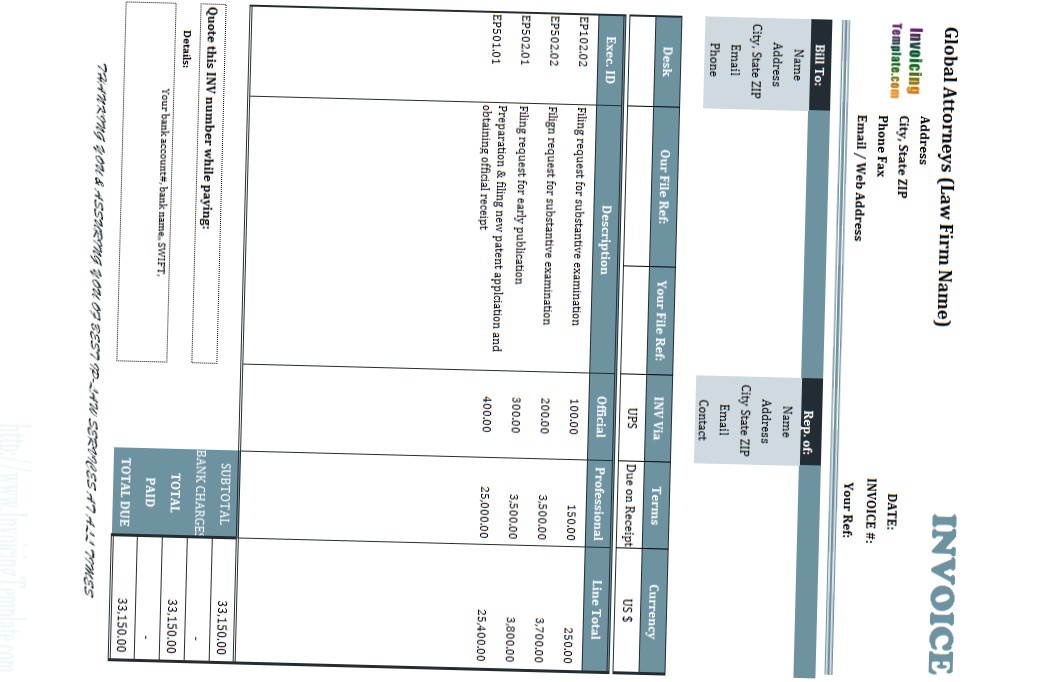 Global Attorneys (Law Firm Name)
INVOICE
Invoicing
Template.com
Address
City, State ZIP
Phone Fax
Email / Web Address
DATE:
INVOICE #:
Your Ref:
Bill To:
Name
Address
City, State ZIP
Email
Phone
Rep. of:
Name
Address
City State ZIP
Email
Contact
Desk Our File Ref: Your File Ref: INV Via Terms Currency
UPS Due on Receipt US $
Exec. ID Description Official Professional Line Total
EP102.02 Filing request for substantive examination 100.00 150.00 250.00
EP502.02 Filign request for substantive examination 200.00 3,500.00 3,700.00
EP502.01 Filing request for early publication 300.00 3,500.00 3,800.00
EP501.01 Preparation & filing new patent applciation and 400.00 25,000.00 25,400.00
obtaining official receipt
Quote this INV number while paying:
Details:
Your bank account#, bank name, SWIFT,
SUBTOTAL 33,150.00
BANK CHARGES -
TOTAL 33,150.00
PAID -
TOTAL DUE 33,150.00
THANKING YOU & ASSURING YOU OF BEST IP-LAW SERVICES AT ALL TIMES
http://www.InvoicingTemplate.com